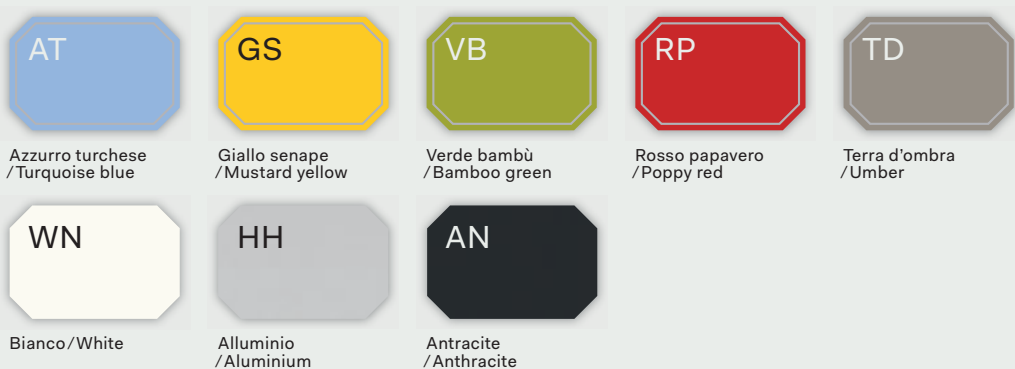 AT
GS
VB
RP
TD
Azzurro turchese
/Turquoise blue
Giallo senape
/Mustard yellow
Verde bambù
/Bamboo green
Rosso papavero
/Poppy red
Terra d'ombra
/Umber
WN
HH
AN
Bianco/White
Alluminio
/Aluminium
Antracite
/Anthracite